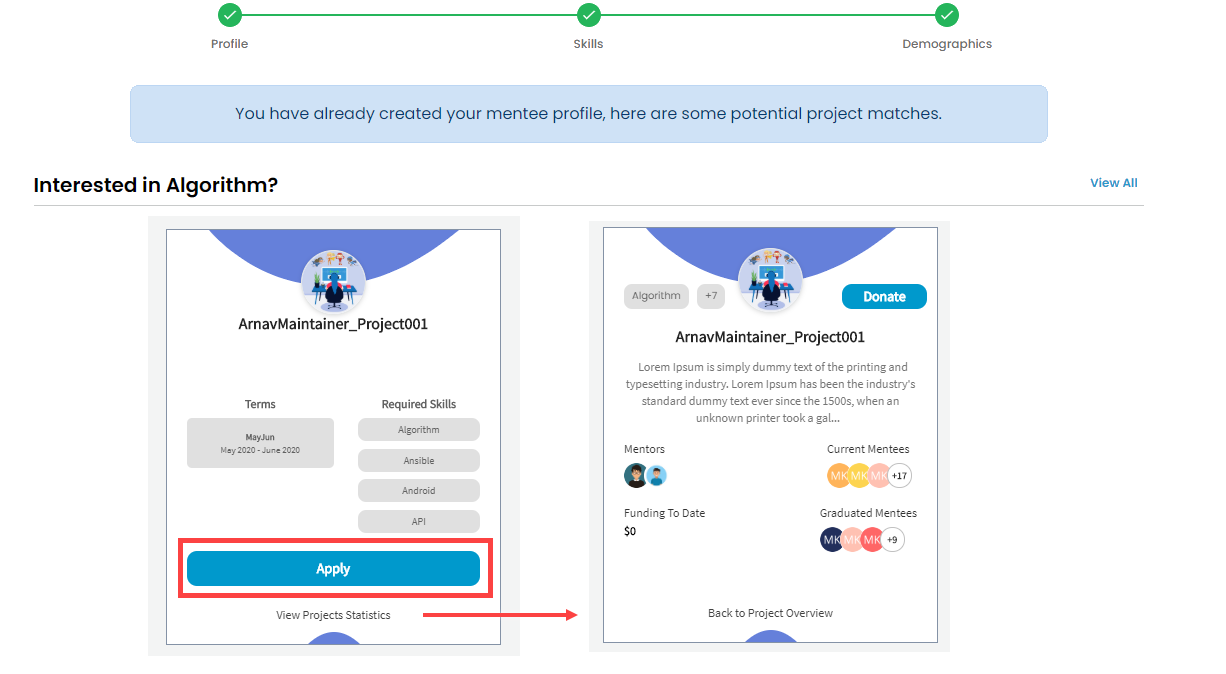 Profile
Skills
Demographics
You have already created your mentee profile, here are some potential project matches.
Interested in Algorithm?
View All
ArnavMaintainer_Project001
Terms
Required Skills
MayJun
May 2020 - June 2020
Algorithm
Ansible
Android
API
Apply
View Projects Statistics
Algorithm
+7
Donate
ArnavMaintainer_Project001
Lorem Ipsum is simply dummy text of the printing and
typesetting industry. Lorem Ipsum has been the industry's
standard dummy text ever since the 1500s, when an
unknown printer took a gal...
Mentors
Current Mentees
MK MK MK +17
Funding To Date
$0
Graduated Mentees
MK MK MK +9
Back to Project Overview